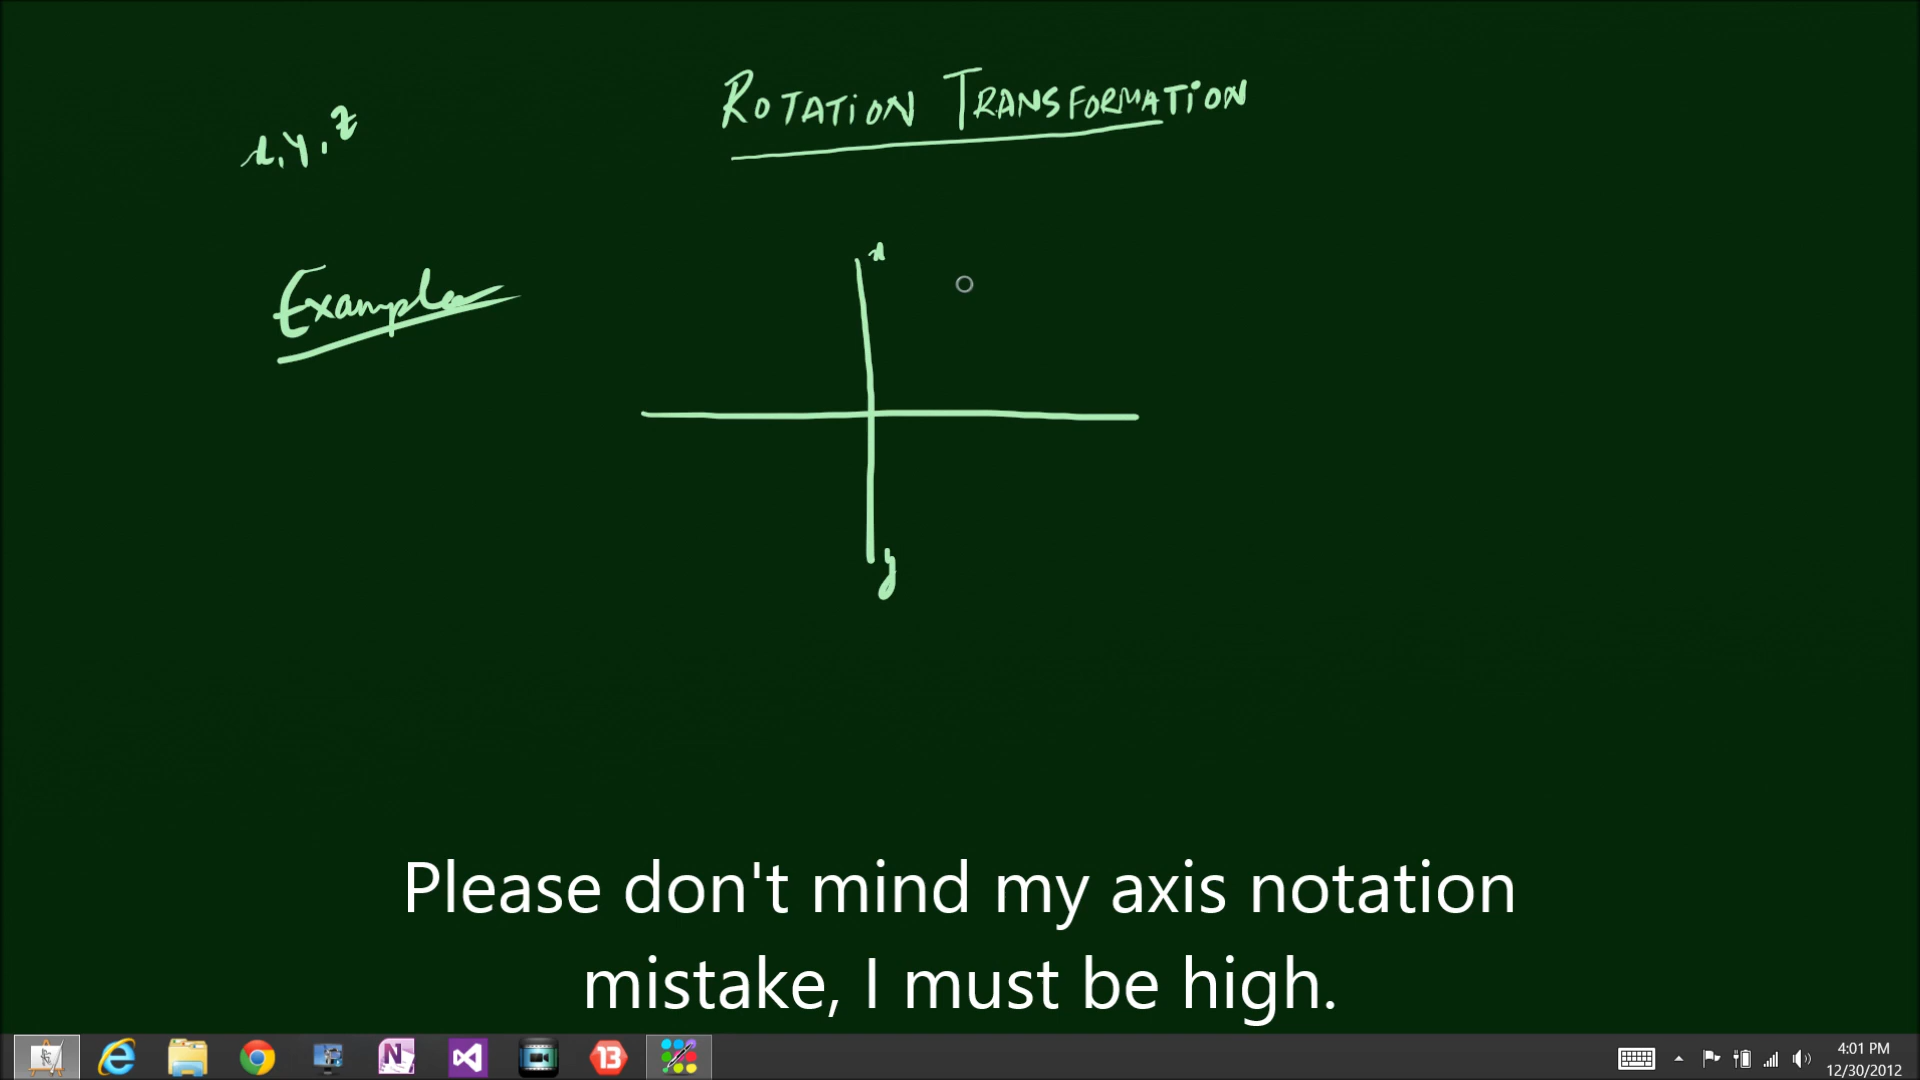 ROTATION TRANSFORMATION
x, y, z
Example
x
y
Please don't mind my axis notation
mistake, I must be high.
N
13
4:01 PM
12/30/2012